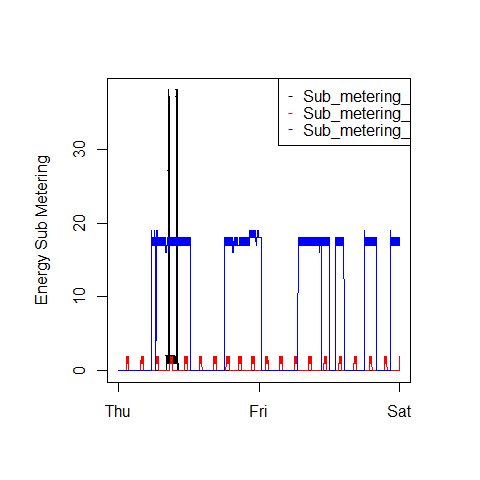 Energy Sub Metering
30
20
10
0
Sub_metering_
Sub_metering_
Sub_metering_
Thu Fri Sat